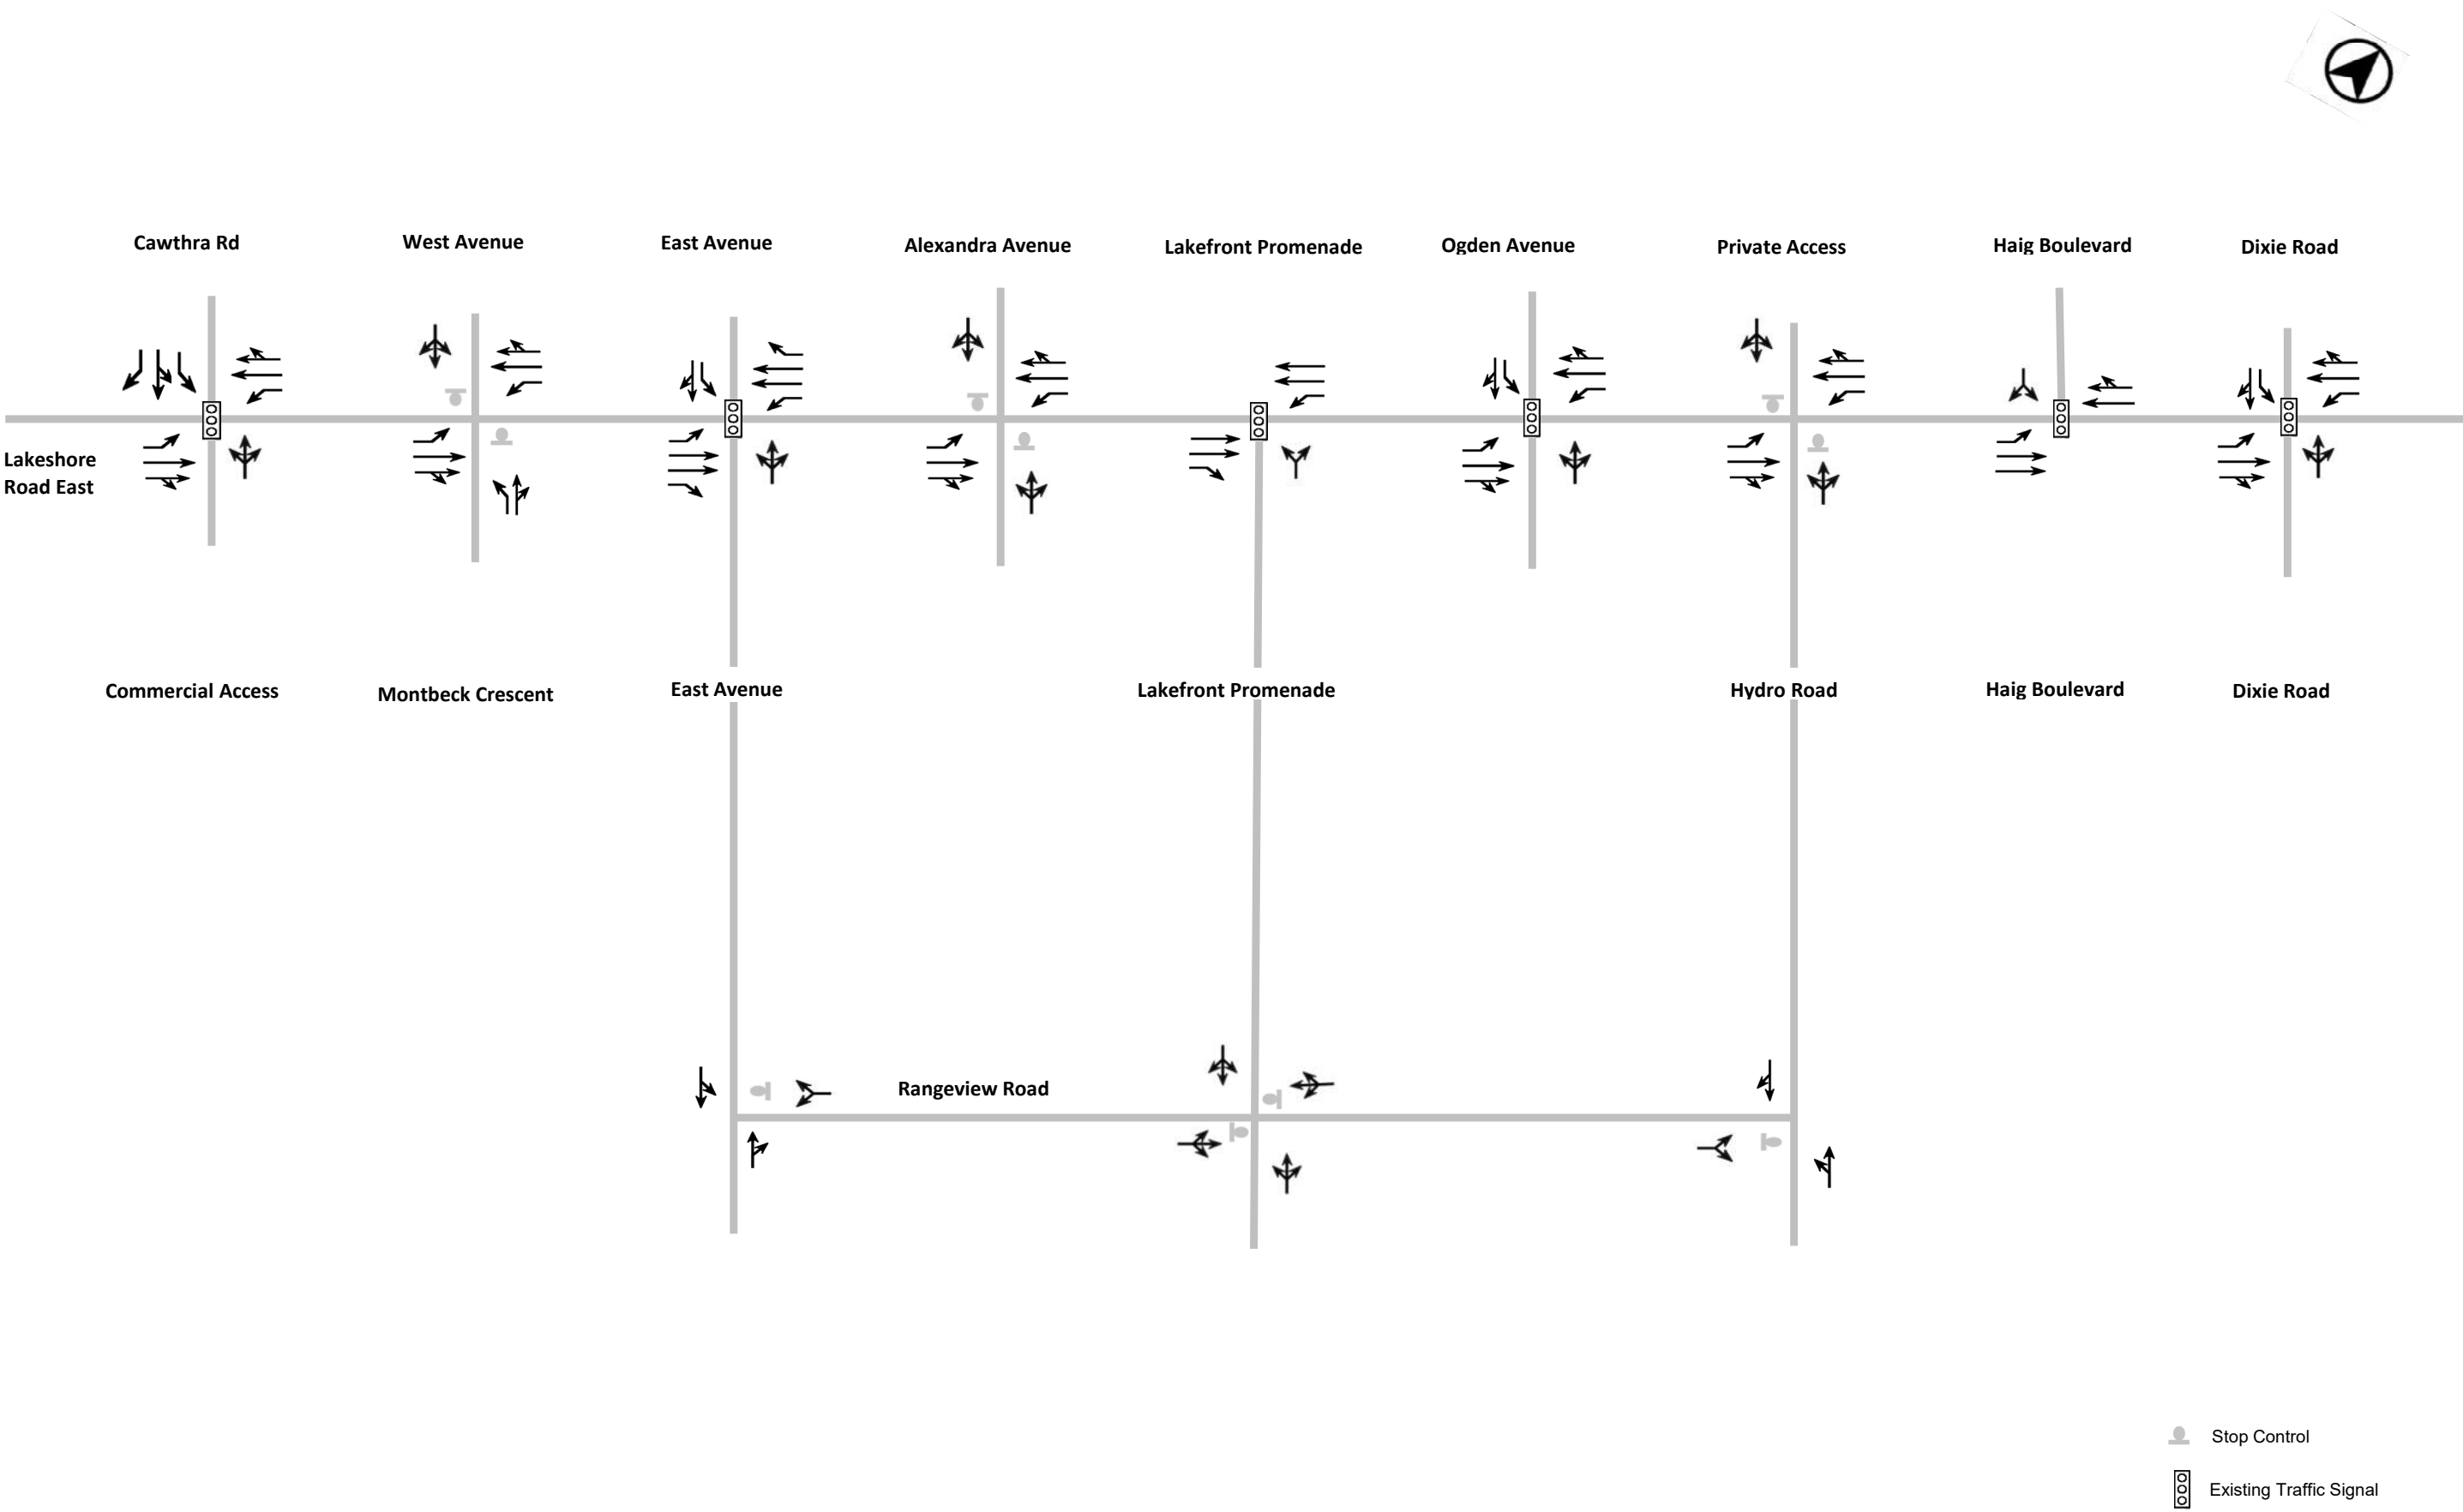 Cawthra Rd
West Avenue
East Avenue
Alexandra Avenue
Lakefront Promenade
Ogden Avenue
Private Access
Haig Boulevard
Dixie Road
Lakeshore
Road East
Commercial Access
Montbeck Crescent
East Avenue
Lakefront Promenade
Hydro Road
Haig Boulevard
Dixie Road
Rangeview Road
Stop Control
Existing Traffic Signal